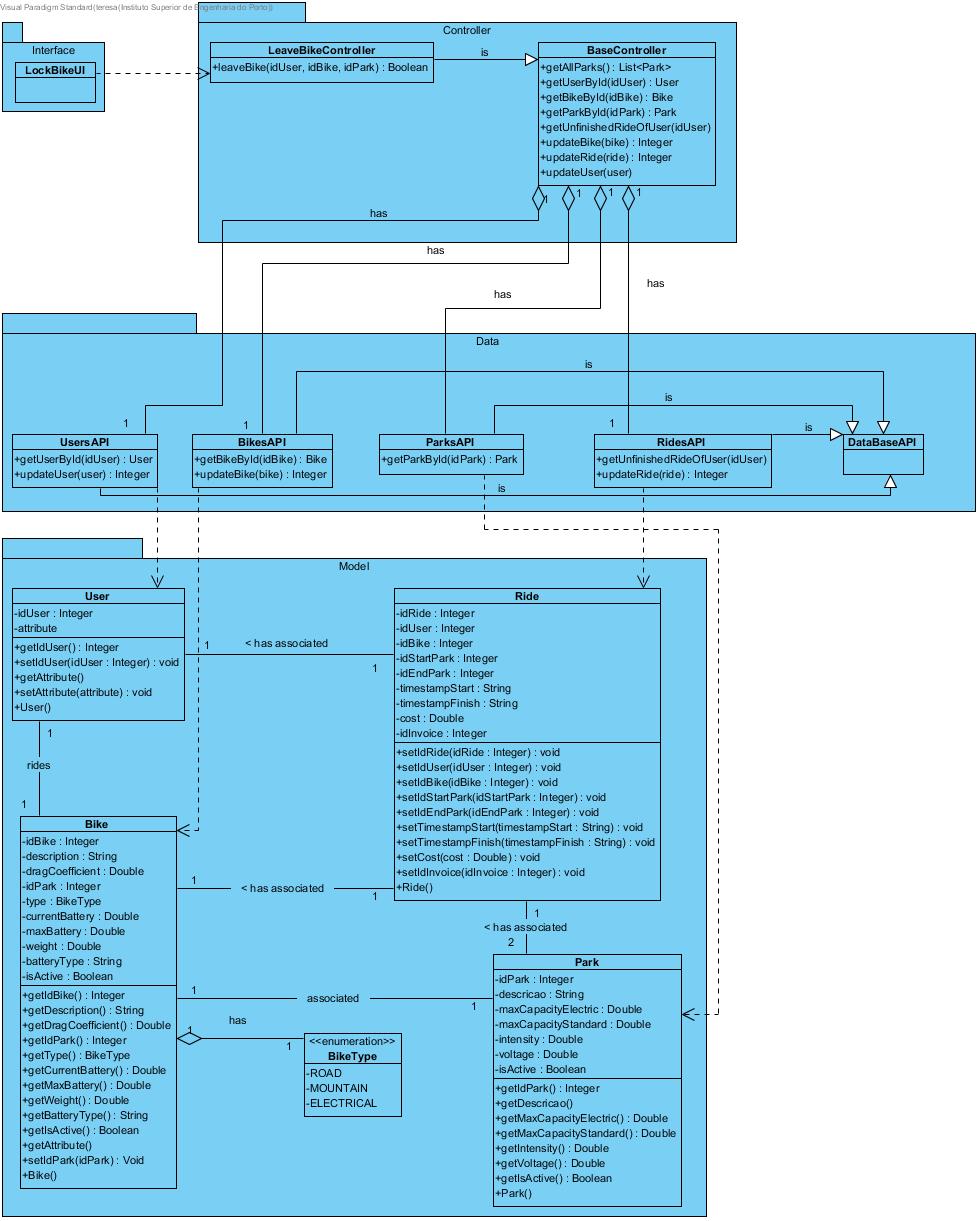 Visual Paradigm Standard(teresa(Instituto Superior de Engenharia do Porto))
Controller
Interface
LockBikeUI
LeaveBikeController
+leaveBike(idUser, idBike, idPark) : Boolean
is
BaseController
+getAllParks() : List<Park>
+getUserById(idUser) : User
+getBikeById(idBike) : Bike
+getParkById(idPark) : Park
+getUnfinishedRideOfUser(idUser)
+updateBike(bike) : Integer
+updateRide(ride) : Integer
+updateUser(user)
1
1
1
1
has
has
has
has
Data
is
is
is
is
1
1
1
UsersAPI
+getUserById(idUser) : User
+updateUser(user) : Integer
BikesAPI
+getBikeById(idBike) : Bike
+updateBike(bike) : Integer
ParksAPI
+getParkById(idPark) : Park
RidesAPI
+getUnfinishedRideOfUser(idUser)
+updateRide(ride) : Integer
DataBaseAPI
Model
User
-idUser : Integer
-attribute
+getIdUser() : Integer
+setIdUser(idUser : Integer) : void
+getAttribute()
+setAttribute(attribute) : void
+User()
1
< has associated
1
Ride
-idRide : Integer
-idUser : Integer
-idBike : Integer
-idStartPark : Integer
-idEndPark : Integer
-timestampStart : String
-timestampFinish : String
-cost : Double
-idInvoice : Integer
+setIdRide(idRide : Integer) : void
+setIdUser(idUser : Integer) : void
+setIdBike(idBike : Integer) : void
+setIdStartPark(idStartPark : Integer) : void
+setIdEndPark(idEndPark : Integer) : void
+setTimestampStart(timestampStart : String) : void
+setTimestampFinish(timestampFinish : String) : void
+setCost(cost : Double) : void
+setIdInvoice(idInvoice : Integer) : void
+Ride()
1
rides
1
Bike
-idBike : Integer
-description : String
-dragCoefficient : Double
-idPark : Integer
-type : BikeType
-currentBattery : Double
-maxBattery : Double
-weight : Double
-batteryType : String
-isActive : Boolean
+getIdBike() : Integer
+getDescription() : String
+getDragCoefficient() : Double
+getIdPark() : Integer
+getType() : BikeType
+getCurrentBattery() : Double
+getMaxBattery() : Double
+getWeight() : Double
+getBatteryType() : String
+getIsActive() : Boolean
+getAttribute()
+setIdPark(idPark) : Void
+Bike()
1
< has associated
1
1
< has associated
2
1
associated
1
1
has
1
<<enumeration>>
BikeType
-ROAD
-MOUNTAIN
-ELECTRICAL
Park
-idPark : Integer
-descricao : String
-maxCapacityElectric : Double
-maxCapacityStandard : Double
-intensity : Double
-voltage : Double
-isActive : Boolean
+getIdPark() : Integer
+getDescricao()
+getMaxCapacityElectric() : Double
+getMaxCapacityStandard() : Double
+getIntensity() : Double
+getVoltage() : Double
+getIsActive() : Boolean
+Park()